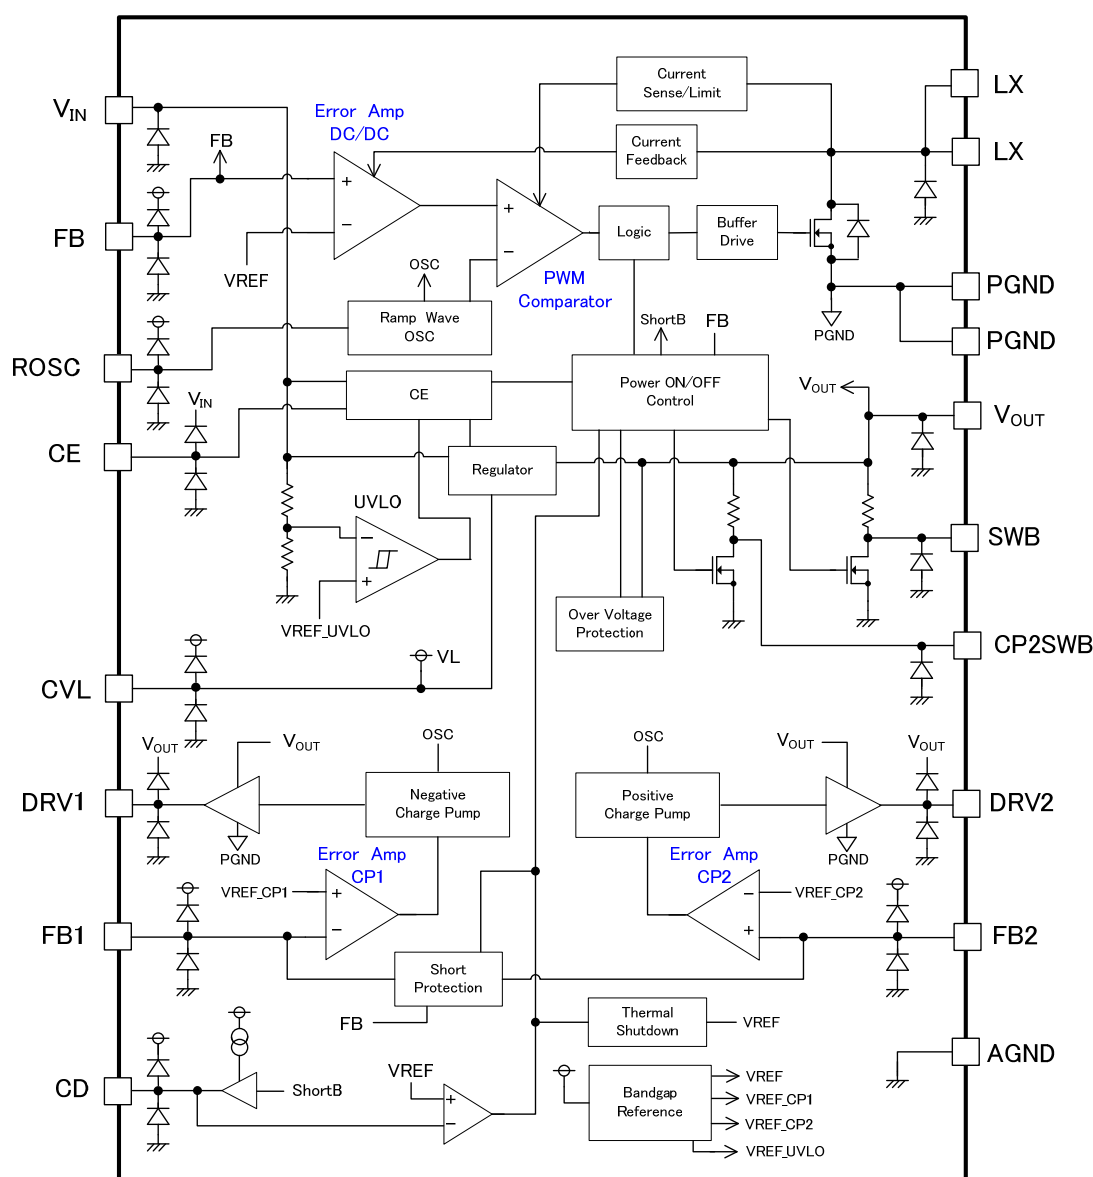 Current
Sense/Limit
LX
VIN
Error Amp
DC/DC
FB
Current
Feedback
LX
+
−
+
−
Logic
Buffer
Drive
FB
VREF
OSC
PWM
Comparator
PGND
Ramp Wave
OSC
ShortB
FB
PGND
PGND
ROSC
VIN
CE
Power ON/OFF
Control
VOUT
VOUT
CE
Regulator
UVLO
−
+
SWB
VREF_UVLO
Over Voltage
Protection
CP2SWB
VL
CVL
VOUT
VOUT
OSC
OSC
VOUT
VOUT
DRV1
Negative
Charge Pump
Positive
Charge Pump
DRV2
PGND
PGND
Error Amp
CP1
Error Amp
CP2
VREF_CP1
+
−
−
+
VREF_CP2
FB1
FB2
Short
Protection
FB
Thermal
Shutdown
VREF
AGND
CD
ShortB
VREF
+
−
Bandgap
Reference
VREF
VREF_CP1
VREF_CP2
VREF_UVLO